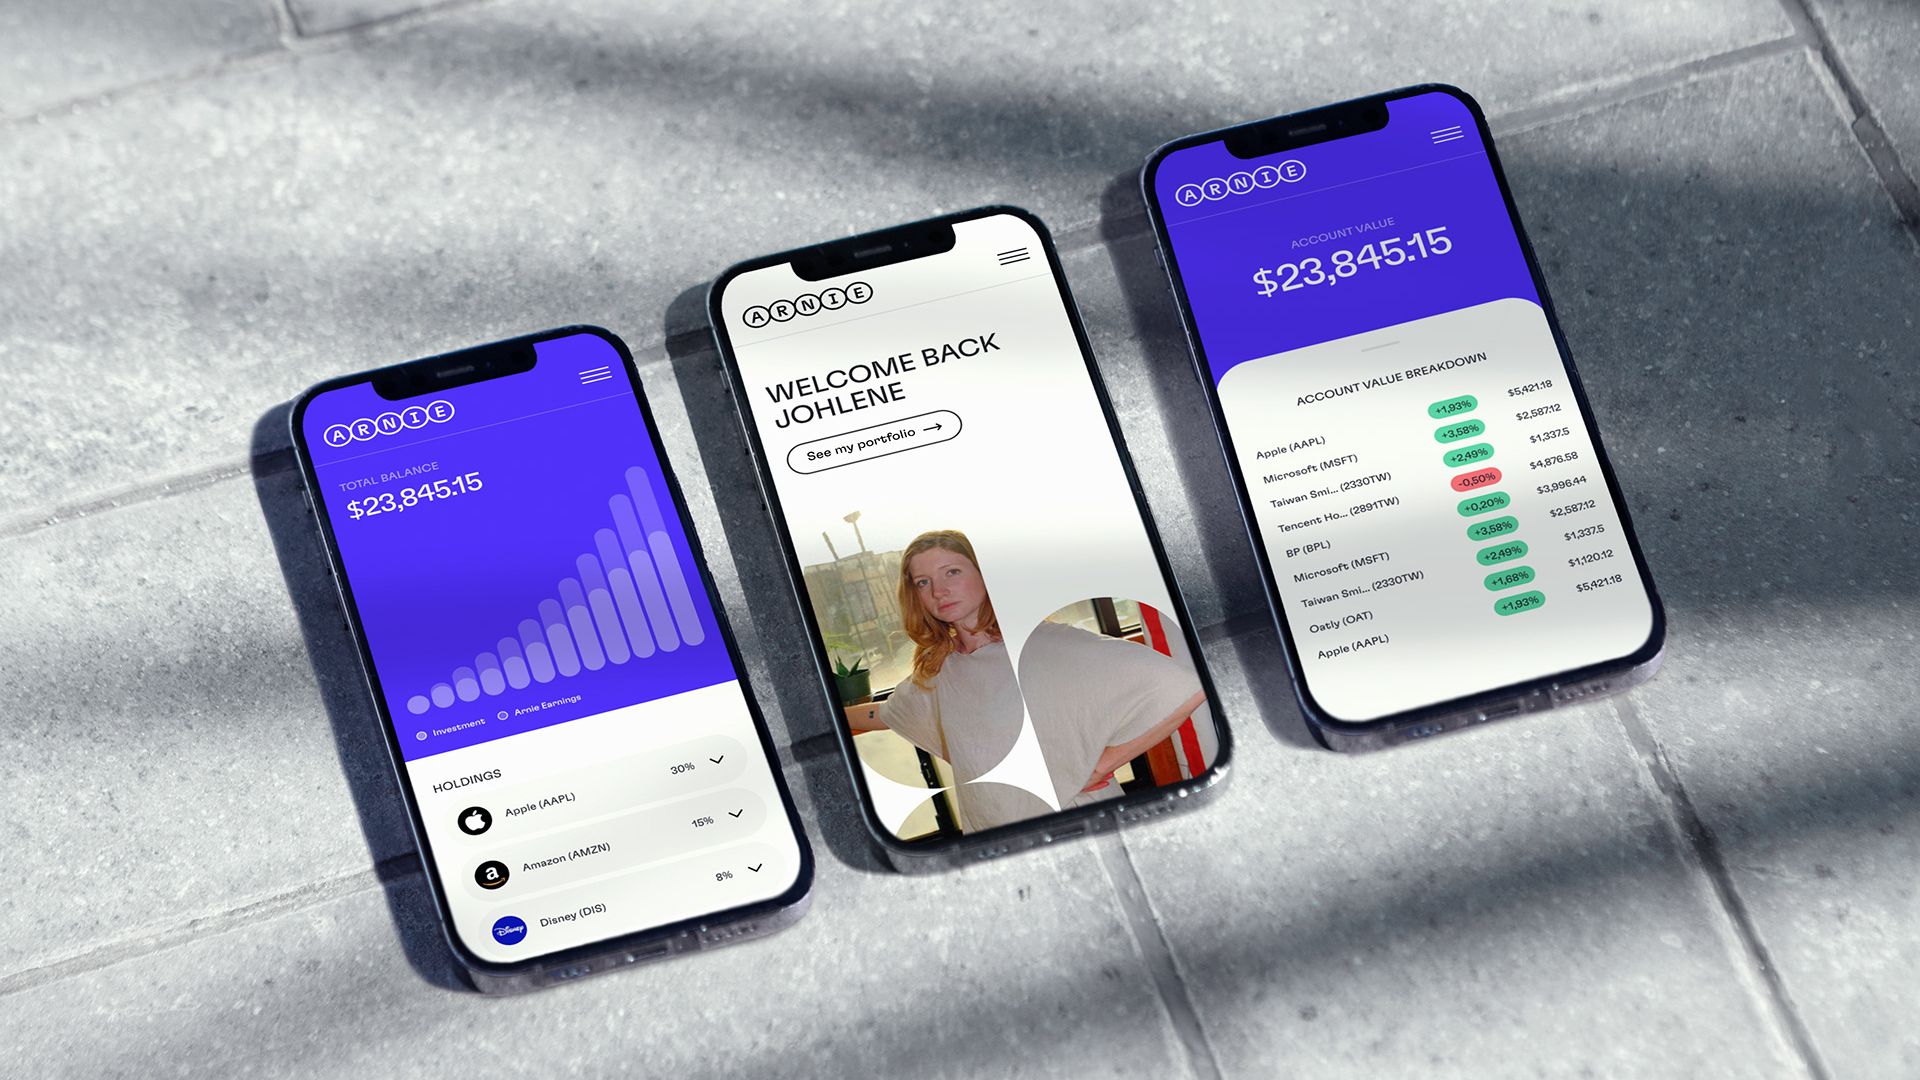 ARNIE
TOTAL BALANCE
$23,845.15
Investment
Arnie Earnings
HOLDINGS
Apple (AAPL) 30%
Amazon (AMZN) 15%
Disney
Disney (DIS) 8%
ARNIE
WELCOME BACK
JOHLENE
See my portfolio →
ARNIE
ACCOUNT VALUE
$23,845.15
ACCOUNT VALUE BREAKDOWN
Apple (AAPL) +1,93% $5,421.18
Microsoft (MSFT) +3,58% $2,587.12
Taiwan Smi... (2330TW) +2,49% $1,337.5
Tencent Ho... (2891TW) -0,50% $4,876.58
BP (BPL) +0,20% $3,996.44
Microsoft (MSFT) +3,58% $2,587.12
Taiwan Smi... (2330TW) +2,49% $1,337.5
Oatly (OAT) +1,68% $1,120.12
Apple (AAPL) +1,93% $5,421.18